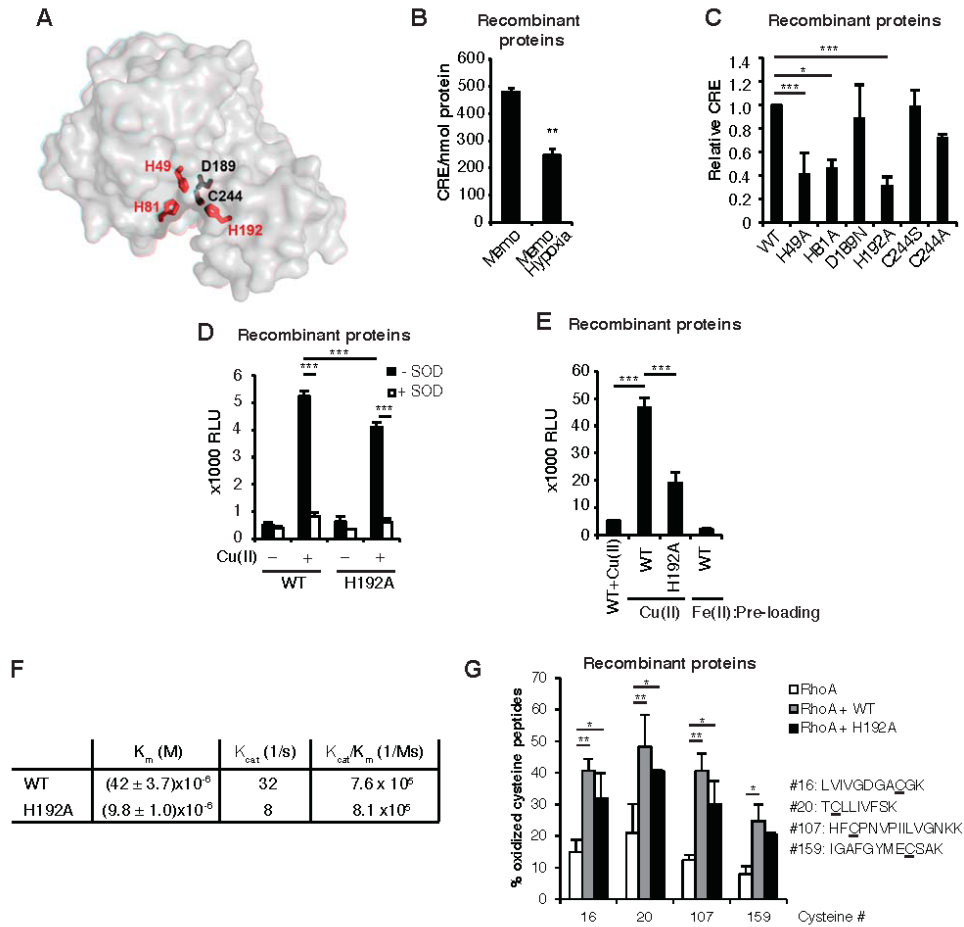 A
H49
D189
H81
C244
H192
B
Recombinant
proteins
CRE/nmol protein
600
500
400
300
200
100
0
**
Memo
Memo
Hypoxia
C
Recombinant proteins
Relative CRE
1.4
1.2
1.0
0.8
0.6
0.4
0.2
0
***
*
***
WT
H49A
H81A
D189N
H192A
C244S
C244A
D
Recombinant proteins
x1000 RLU
6
5
4
3
2
1
0
***
***
***
- SOD
+ SOD
Cu(II) – + – +
WT H192A
E
Recombinant proteins
x1000 RLU
60
50
40
30
20
10
0
*** ***
WT+Cu(II)
WT
H192A
WT
Cu(II) Fe(II):Pre-loading
F
Km (M) Kcat (1/s) Kcat/Km (1/Ms)
WT (42 ± 3.7)x10⁻⁶ 32 7.6 x 10⁵
H192A (9.8 ± 1.0)x10⁻⁶ 8 8.1 x10⁵
G
Recombinant proteins
% oxidized cysteine peptides
70
60
50
40
30
20
10
0
*
**
*
**
*
**
*
RhoA
RhoA + WT
RhoA + H192A
#16: LVIVGDGACGK
#20: TCLLIVFSK
#107: HFCPNVPIILVGNKK
#159: IGAFGYMECSAK
16 20 107 159 Cysteine #